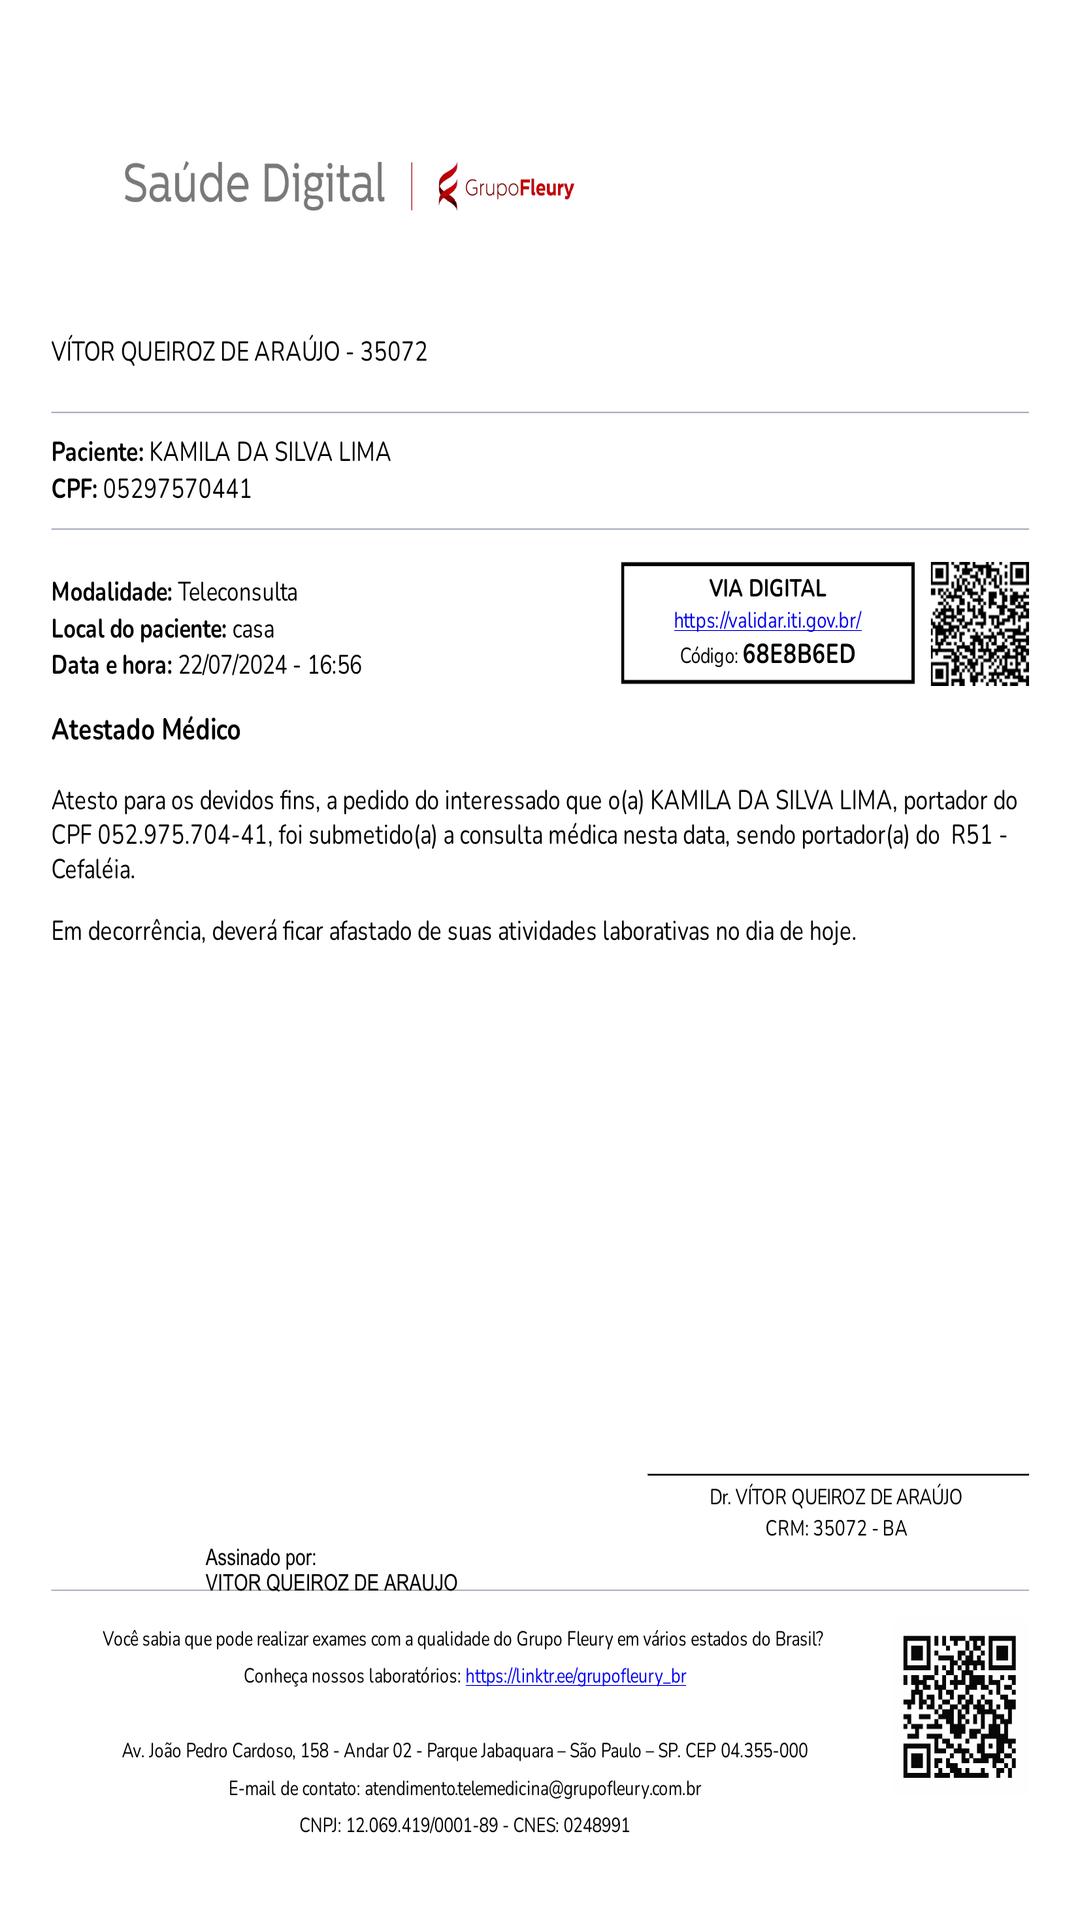 Saúde Digital | GrupoFleury
VÍTOR QUEIROZ DE ARAÚJO - 35072
Paciente: KAMILA DA SILVA LIMA
CPF: 05297570441
Modalidade: Teleconsulta
Local do paciente: casa
Data e hora: 22/07/2024 - 16:56
VIA DIGITAL
https://validar.iti.gov.br/
Código: 68E8B6ED
Atestado Médico
Atesto para os devidos fins, a pedido do interessado que o(a) KAMILA DA SILVA LIMA, portador do
CPF 052.975.704-41, foi submetido(a) a consulta médica nesta data, sendo portador(a) do  R51 -
Cefaléia.
Em decorrência, deverá ficar afastado de suas atividades laborativas no dia de hoje.
Dr. VÍTOR QUEIROZ DE ARAÚJO
CRM: 35072 - BA
Assinado por:
VITOR QUEIROZ DE ARAUJO
Você sabia que pode realizar exames com a qualidade do Grupo Fleury em vários estados do Brasil?
Conheça nossos laboratórios: https://linktr.ee/grupofleury_br
Av. João Pedro Cardoso, 158 - Andar 02 - Parque Jabaquara – São Paulo – SP. CEP 04.355-000
E-mail de contato: atendimento.telemedicina@grupofleury.com.br
CNPJ: 12.069.419/0001-89 - CNES: 0248991